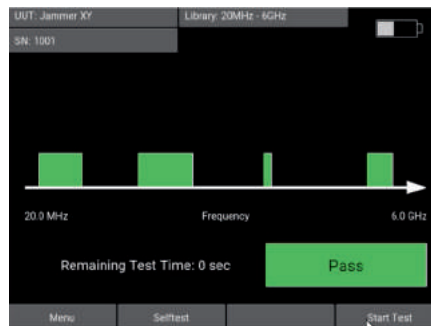 UUT: Jammer XY Library: 20MHz - 6GHz
SN: 1001
20.0 MHz Frequency 6.0 GHz
Remaining Test Time: 0 sec Pass
Menu Selftest Start Test